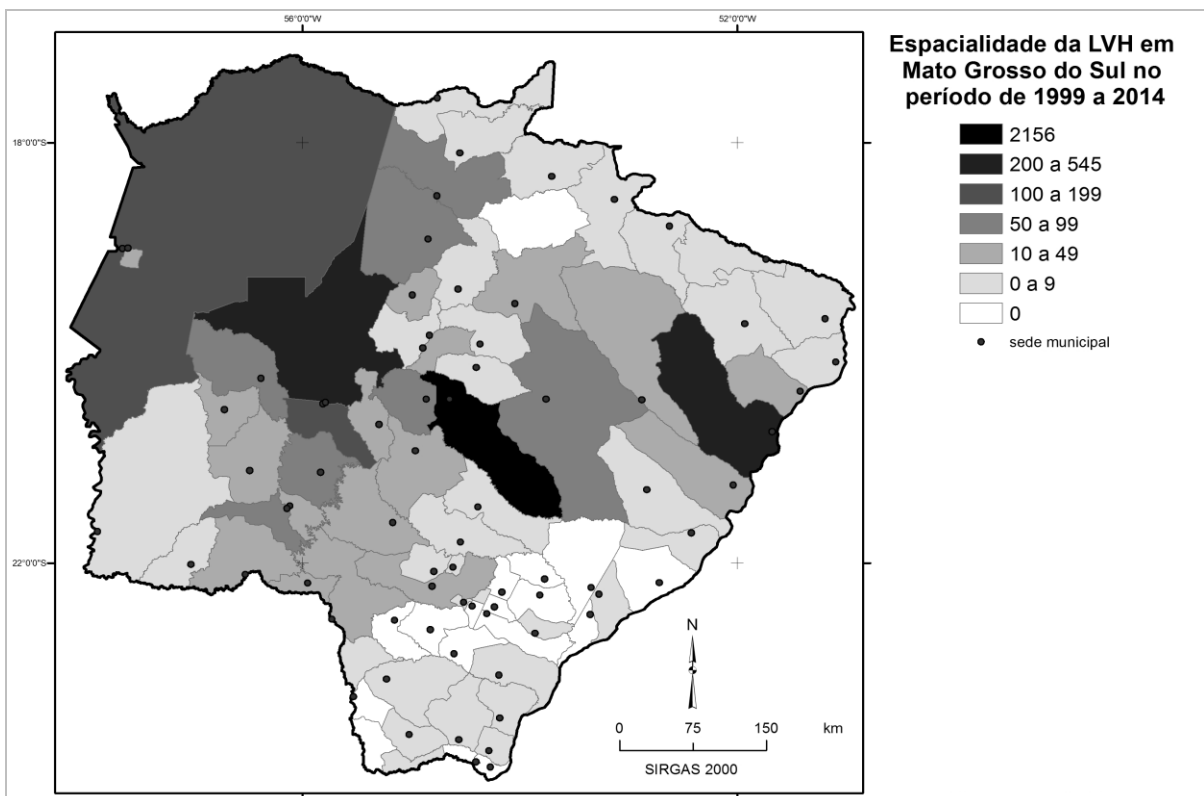 56°0'0"W
52°0'0"W
18°0'0"S
22°0'0"S
Espacialidade da LVH em
Mato Grosso do Sul no
período de 1999 a 2014
2156
200 a 545
100 a 199
50 a 99
10 a 49
0 a 9
0
sede municipal
N
0 75 150 km
SIRGAS 2000